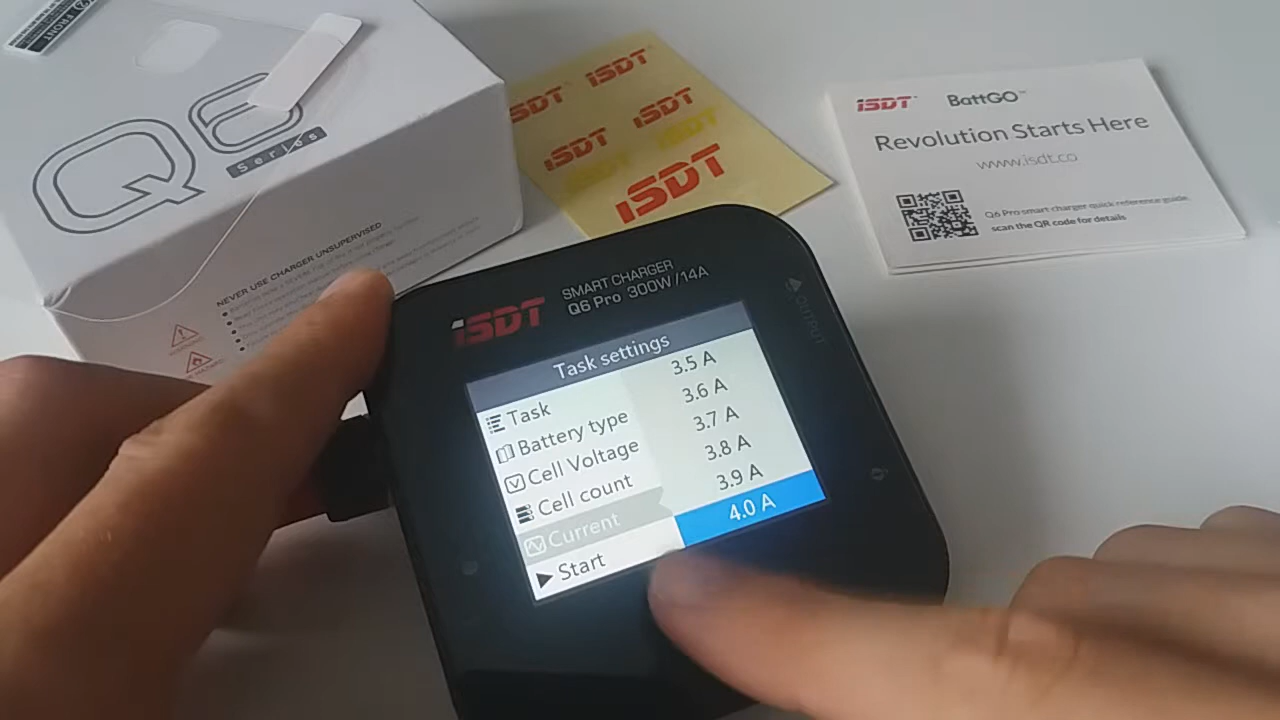 FRONT
Q6
Series
NEVER USE CHARGER UNSUPERVISED
iSDT
iSDT
iSDT
iSDT
iSDT
iSDT BattGO™
Revolution Starts Here
www.isdt.co
Q6 Pro smart charger quick reference guide
scan the QR code for details
iSDT
SMART CHARGER
Q6 Pro 300W/14A
OUTPUT
Task settings
Task
Battery type
Cell Voltage
Cell count
Current
Start
3.5 A
3.6 A
3.7 A
3.8 A
3.9 A
4.0 A